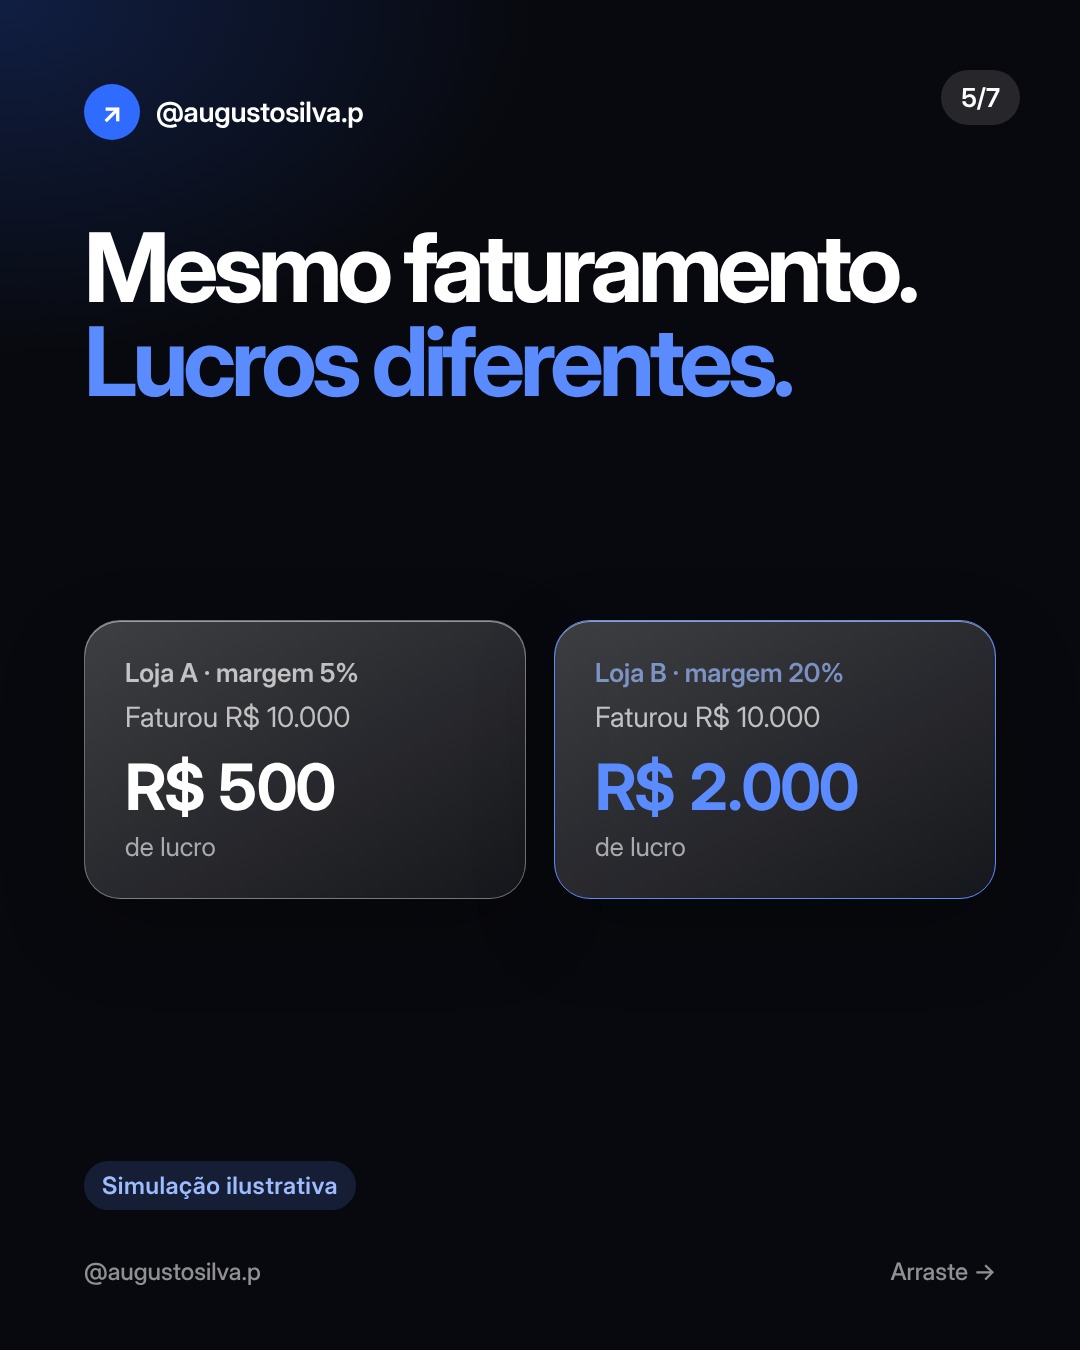 @augustosilva.p
5/7
Mesmo faturamento.
Lucros diferentes.
Loja A · margem 5%
Faturou R$ 10.000
R$ 500
de lucro
Loja B · margem 20%
Faturou R$ 10.000
R$ 2.000
de lucro
Simulação ilustrativa
@augustosilva.p
Arraste →